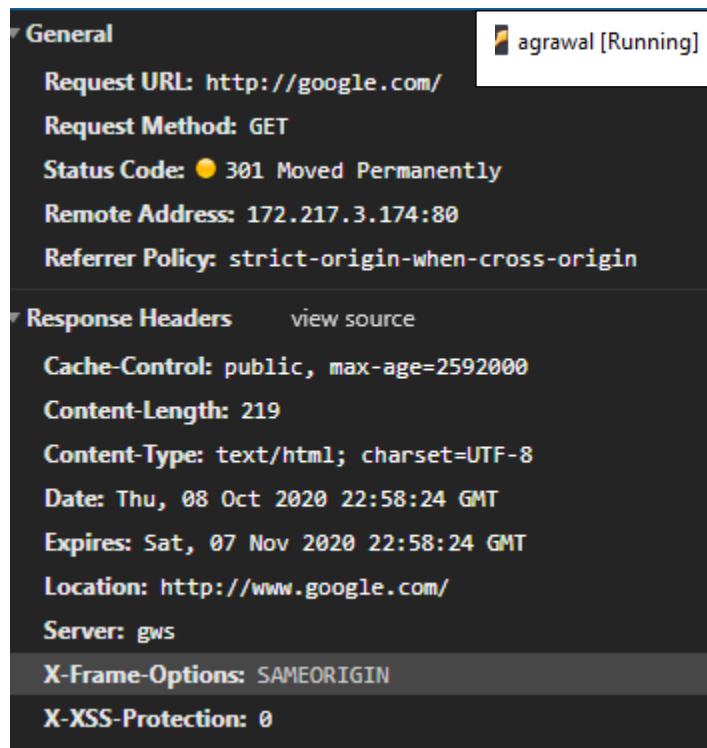 General
agrawal [Running]
Request URL: http://google.com/
Request Method: GET
Status Code: 301 Moved Permanently
Remote Address: 172.217.3.174:80
Referrer Policy: strict-origin-when-cross-origin
Response Headers view source
Cache-Control: public, max-age=2592000
Content-Length: 219
Content-Type: text/html; charset=UTF-8
Date: Thu, 08 Oct 2020 22:58:24 GMT
Expires: Sat, 07 Nov 2020 22:58:24 GMT
Location: http://www.google.com/
Server: gws
X-Frame-Options: SAMEORIGIN
X-XSS-Protection: 0